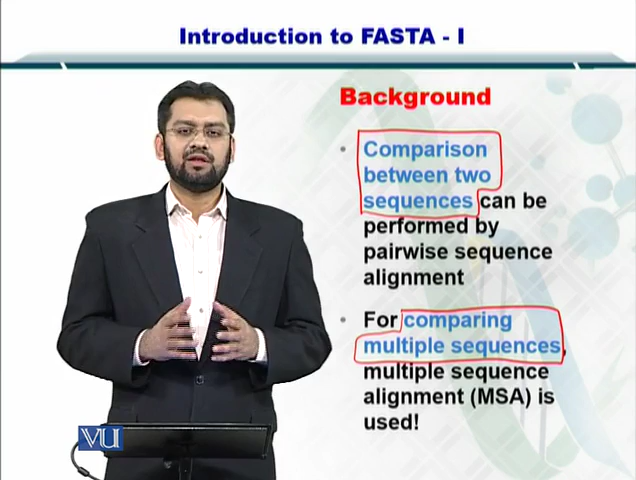 Introduction to FASTA - I
Background
• Comparison
between two
sequences can be
performed by
pairwise sequence
alignment
• For comparing
multiple sequences,
multiple sequence
alignment (MSA) is
used!
VU